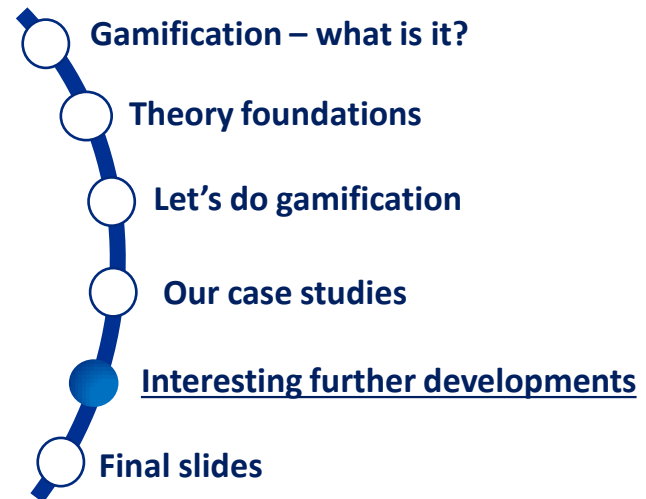 Gamification – what is it?
Theory foundations
Let’s do gamification
Our case studies
Interesting further developments
Final slides